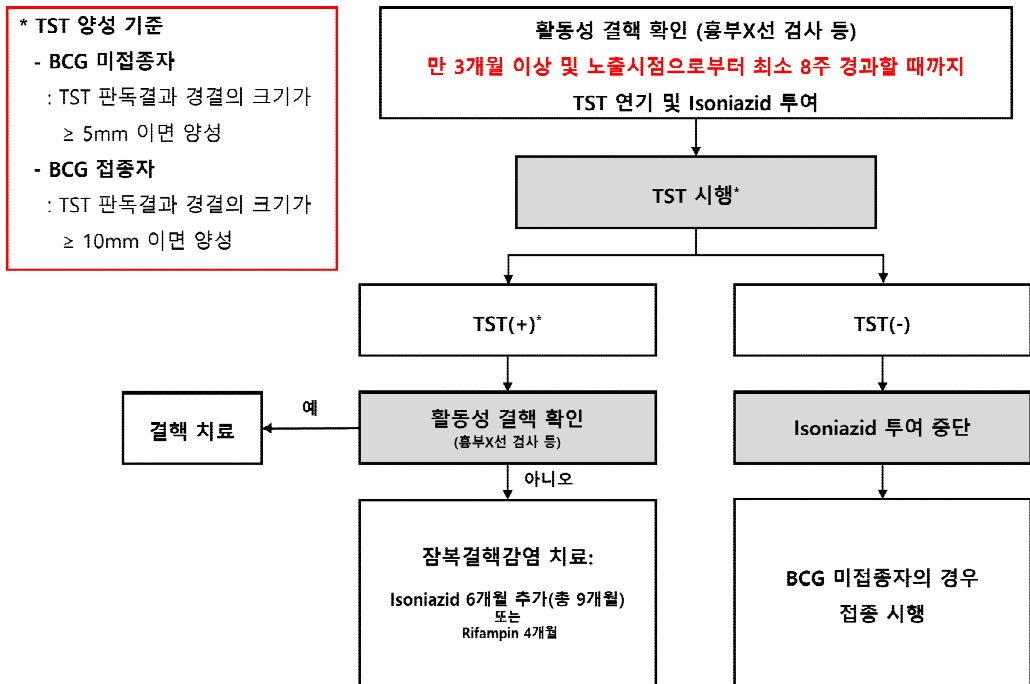 * TST 양성 기준
- BCG 미접종자
: TST 판독결과 경결의 크기가
≥ 5mm 이면 양성
- BCG 접종자
: TST 판독결과 경결의 크기가
≥ 10mm 이면 양성
활동성 결핵 확인 (흉부X선 검사 등)
만 3개월 이상 및 노출시점으로부터 최소 8주 경과할 때까지
TST 연기 및 Isoniazid 투여
TST 시행*
TST(+)*
TST(-)
결핵 치료
예
활동성 결핵 확인
(흉부X선 검사 등)
Isoniazid 투여 중단
아니오
잠복결핵감염 치료:
Isoniazid 6개월 추가(총 9개월)
또는
Rifampin 4개월
BCG 미접종자의 경우
접종 시행